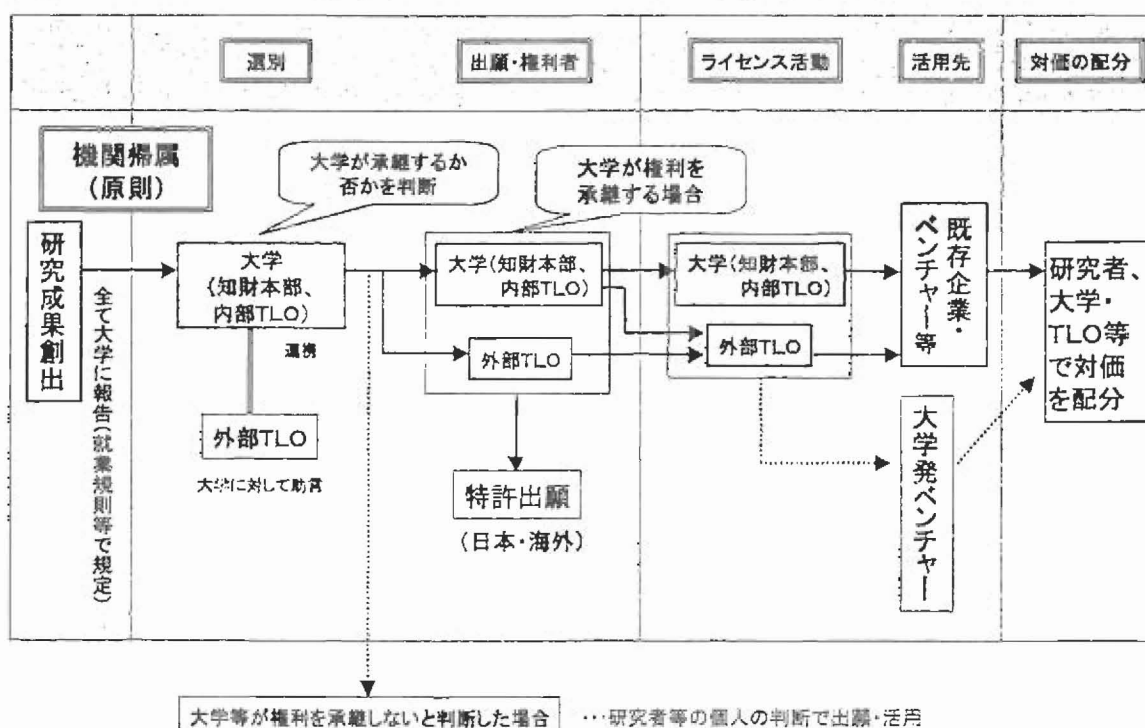 選別
出願・権利者
ライセンス活動
活用先
対価の配分
機関帰属
(原則)
大学が承継するか
否かを判断
大学が権利を
承継する場合
研究成果創出
全て大学に報告(就業規則等で規定)
大学
(知財本部、
内部TLO)
連携
外部TLO
大学に対して助言
大学(知財本部、
内部TLO)
外部TLO
特許出願
(日本・海外)
大学(知財本部、
内部TLO)
外部TLO
既存企業・
ベンチャー等
大学発ベンチャー
研究者、
大学・
TLO等
で対価
を配分
大学等が権利を承継しないと判断した場合
…研究者等の個人の判断で出願・活用